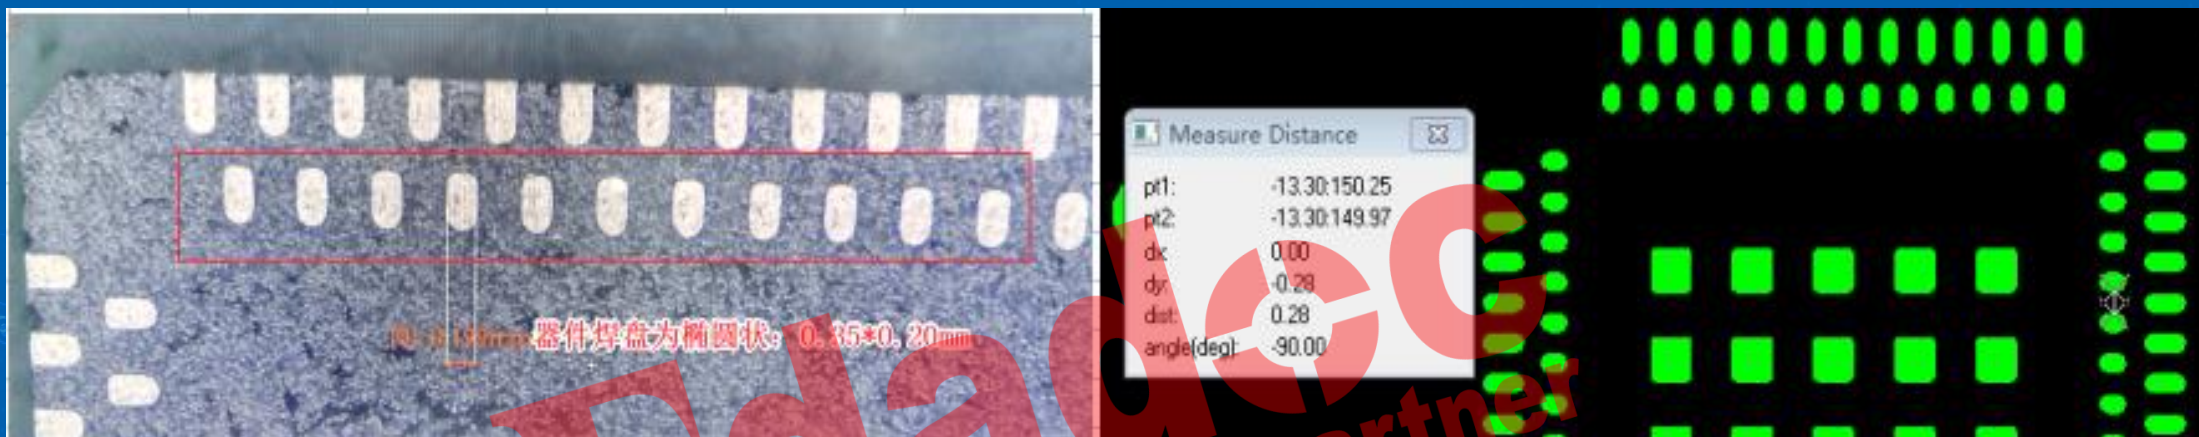 器件焊盘为椭圆状：0.35*0.20mm
Measure Distance
pt1: -13.30:150.25
pt2: -13.30:149.97
dx: 0.00
dy: -0.28
dist: 0.28
angle(deg): -90.00
Edadoc